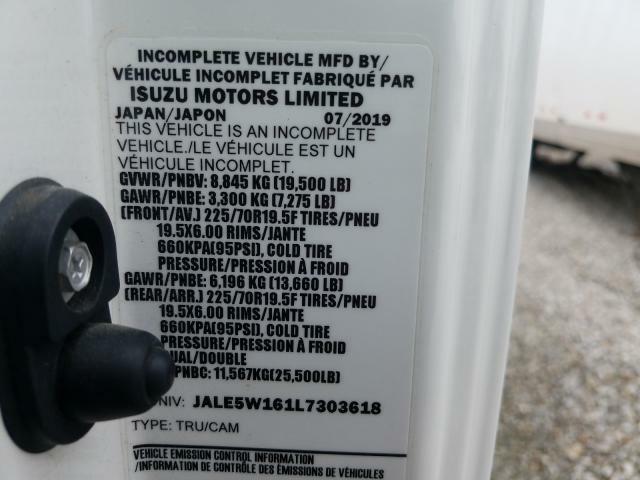 INCOMPLETE VEHICLE MFD BY/
VÉHICULE INCOMPLET FABRIQUÉ PAR
ISUZU MOTORS LIMITED
JAPAN/JAPON 07/2019
THIS VEHICLE IS AN INCOMPLETE
VEHICLE./LE VÉHICULE EST UN
VÉHICULE INCOMPLET.
GVWR/PNBV: 8,845 KG (19,500 LB)
GAWR/PNBE: 3,300 KG (7,275 LB)
(FRONT/AV.) 225/70R19.5F TIRES/PNEU
19.5X6.00 RIMS/JANTE
660KPA(95PSI), COLD TIRE
PRESSURE/PRESSION À FROID
GAWR/PNBE: 6,196 KG (13,660 LB)
(REAR/ARR.) 225/70R19.5F TIRES/PNEU
19.5X6.00 RIMS/JANTE
660KPA(95PSI), COLD TIRE
PRESSURE/PRESSION À FROID
UAL/DOUBLE
PNBC: 11,567KG(25,500LB)
NIV: JALE5W161L7303618
TYPE: TRU/CAM
VEHICLE EMISSION CONTROL INFORMATION
/INFORMATION DE CONTRÔLE DES ÉMISSIONS DE VÉHICULES